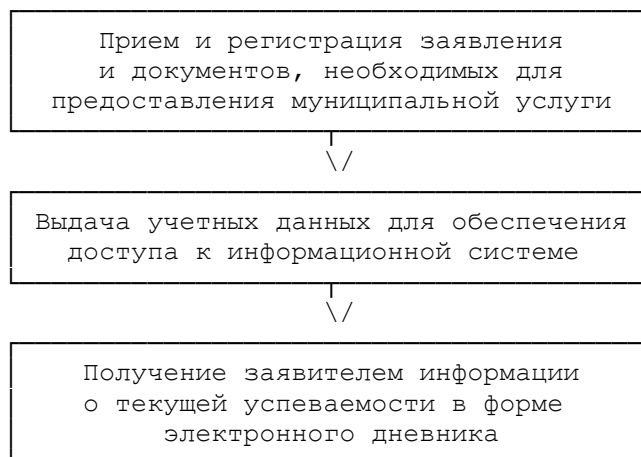 Прием и регистрация заявления
и документов, необходимых для
предоставления муниципальной услуги
\/
Выдача учетных данных для обеспечения
доступа к информационной системе
\/
Получение заявителем информации
о текущей успеваемости в форме
электронного дневника